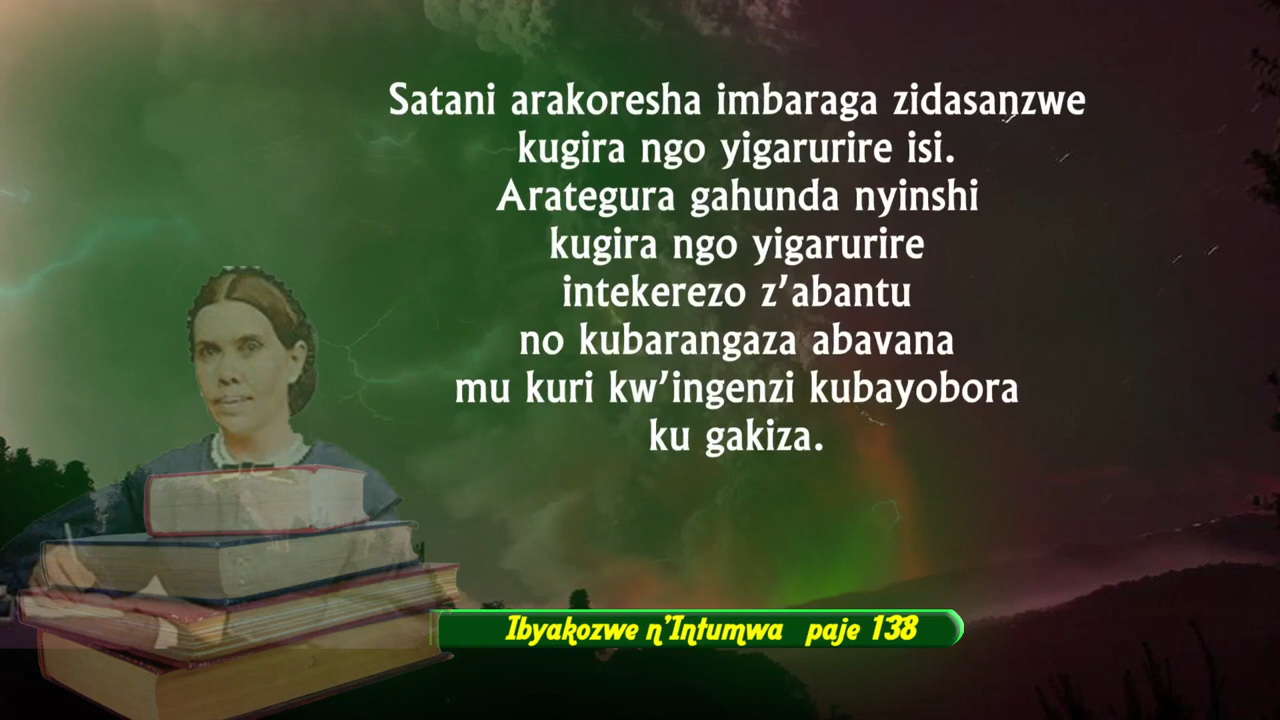 Satani arakoresha imbaraga zidasanzwe
kugira ngo yigarurire isi.
Arategura gahunda nyinshi
kugira ngo yigarurire
intekerezo z'abantu
no kubarangaza abavana
mu kuri kw'ingenzi kubayobora
ku gakiza.
Ibyakozwe n'Intumwa paje 138